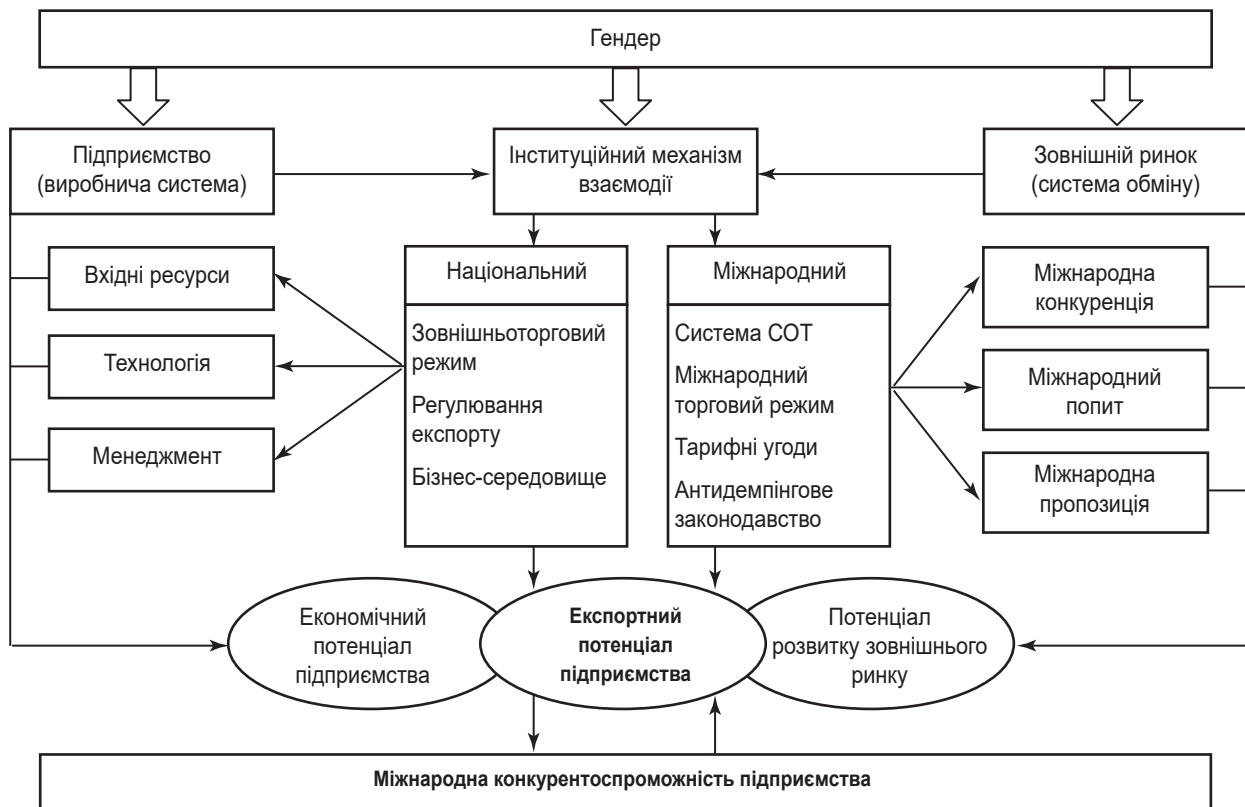 Гендер
Підприємство
(виробнича система)
Інституційний механізм
взаємодії
Зовнішній ринок
(система обміну)
Вхідні ресурси
Технологія
Менеджмент
Національний
Зовнішньоторговий
режим
Регулювання
експорту
Бізнес-середовище
Міжнародний
Система СОТ
Міжнародний
торговий режим
Тарифні угоди
Антидемпінгове
законодавство
Міжнародна
конкуренція
Міжнародний
попит
Міжнародна
пропозиція
Економічний
потенціал
підприємства
Експортний
потенціал
підприємства
Потенціал
розвитку зовнішнього
ринку
Міжнародна конкурентоспроможність підприємства